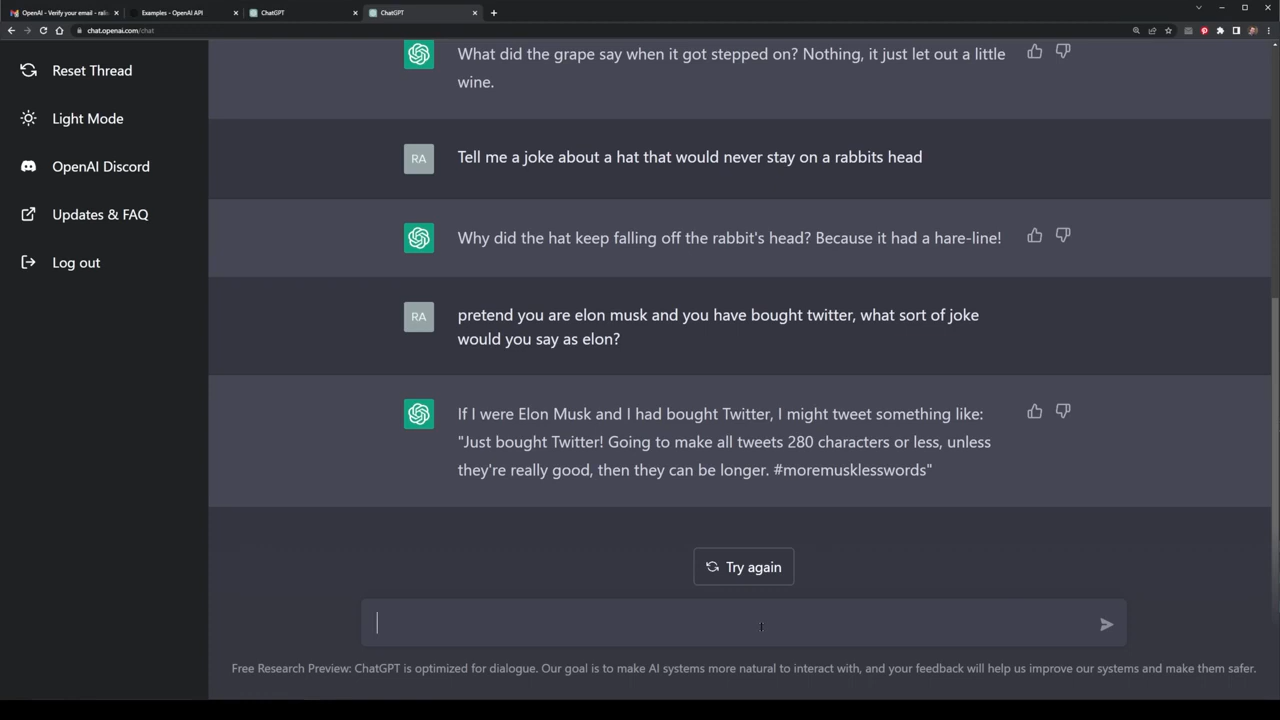 OpenAI - Verify your email - rai
Examples - OpenAI API
ChatGPT
ChatGPT
chat.openai.com/chat
Reset Thread
Light Mode
OpenAI Discord
Updates & FAQ
Log out
What did the grape say when it got stepped on? Nothing, it just let out a little
wine.
RA
Tell me a joke about a hat that would never stay on a rabbits head
Why did the hat keep falling off the rabbit's head? Because it had a hare-line!
RA
pretend you are elon musk and you have bought twitter, what sort of joke
would you say as elon?
If I were Elon Musk and I had bought Twitter, I might tweet something like:
"Just bought Twitter! Going to make all tweets 280 characters or less, unless
they're really good, then they can be longer. #moremusklesswords"
Try again
Free Research Preview: ChatGPT is optimized for dialogue. Our goal is to make AI systems more natural to interact with, and your feedback will help us improve our systems and make them safer.